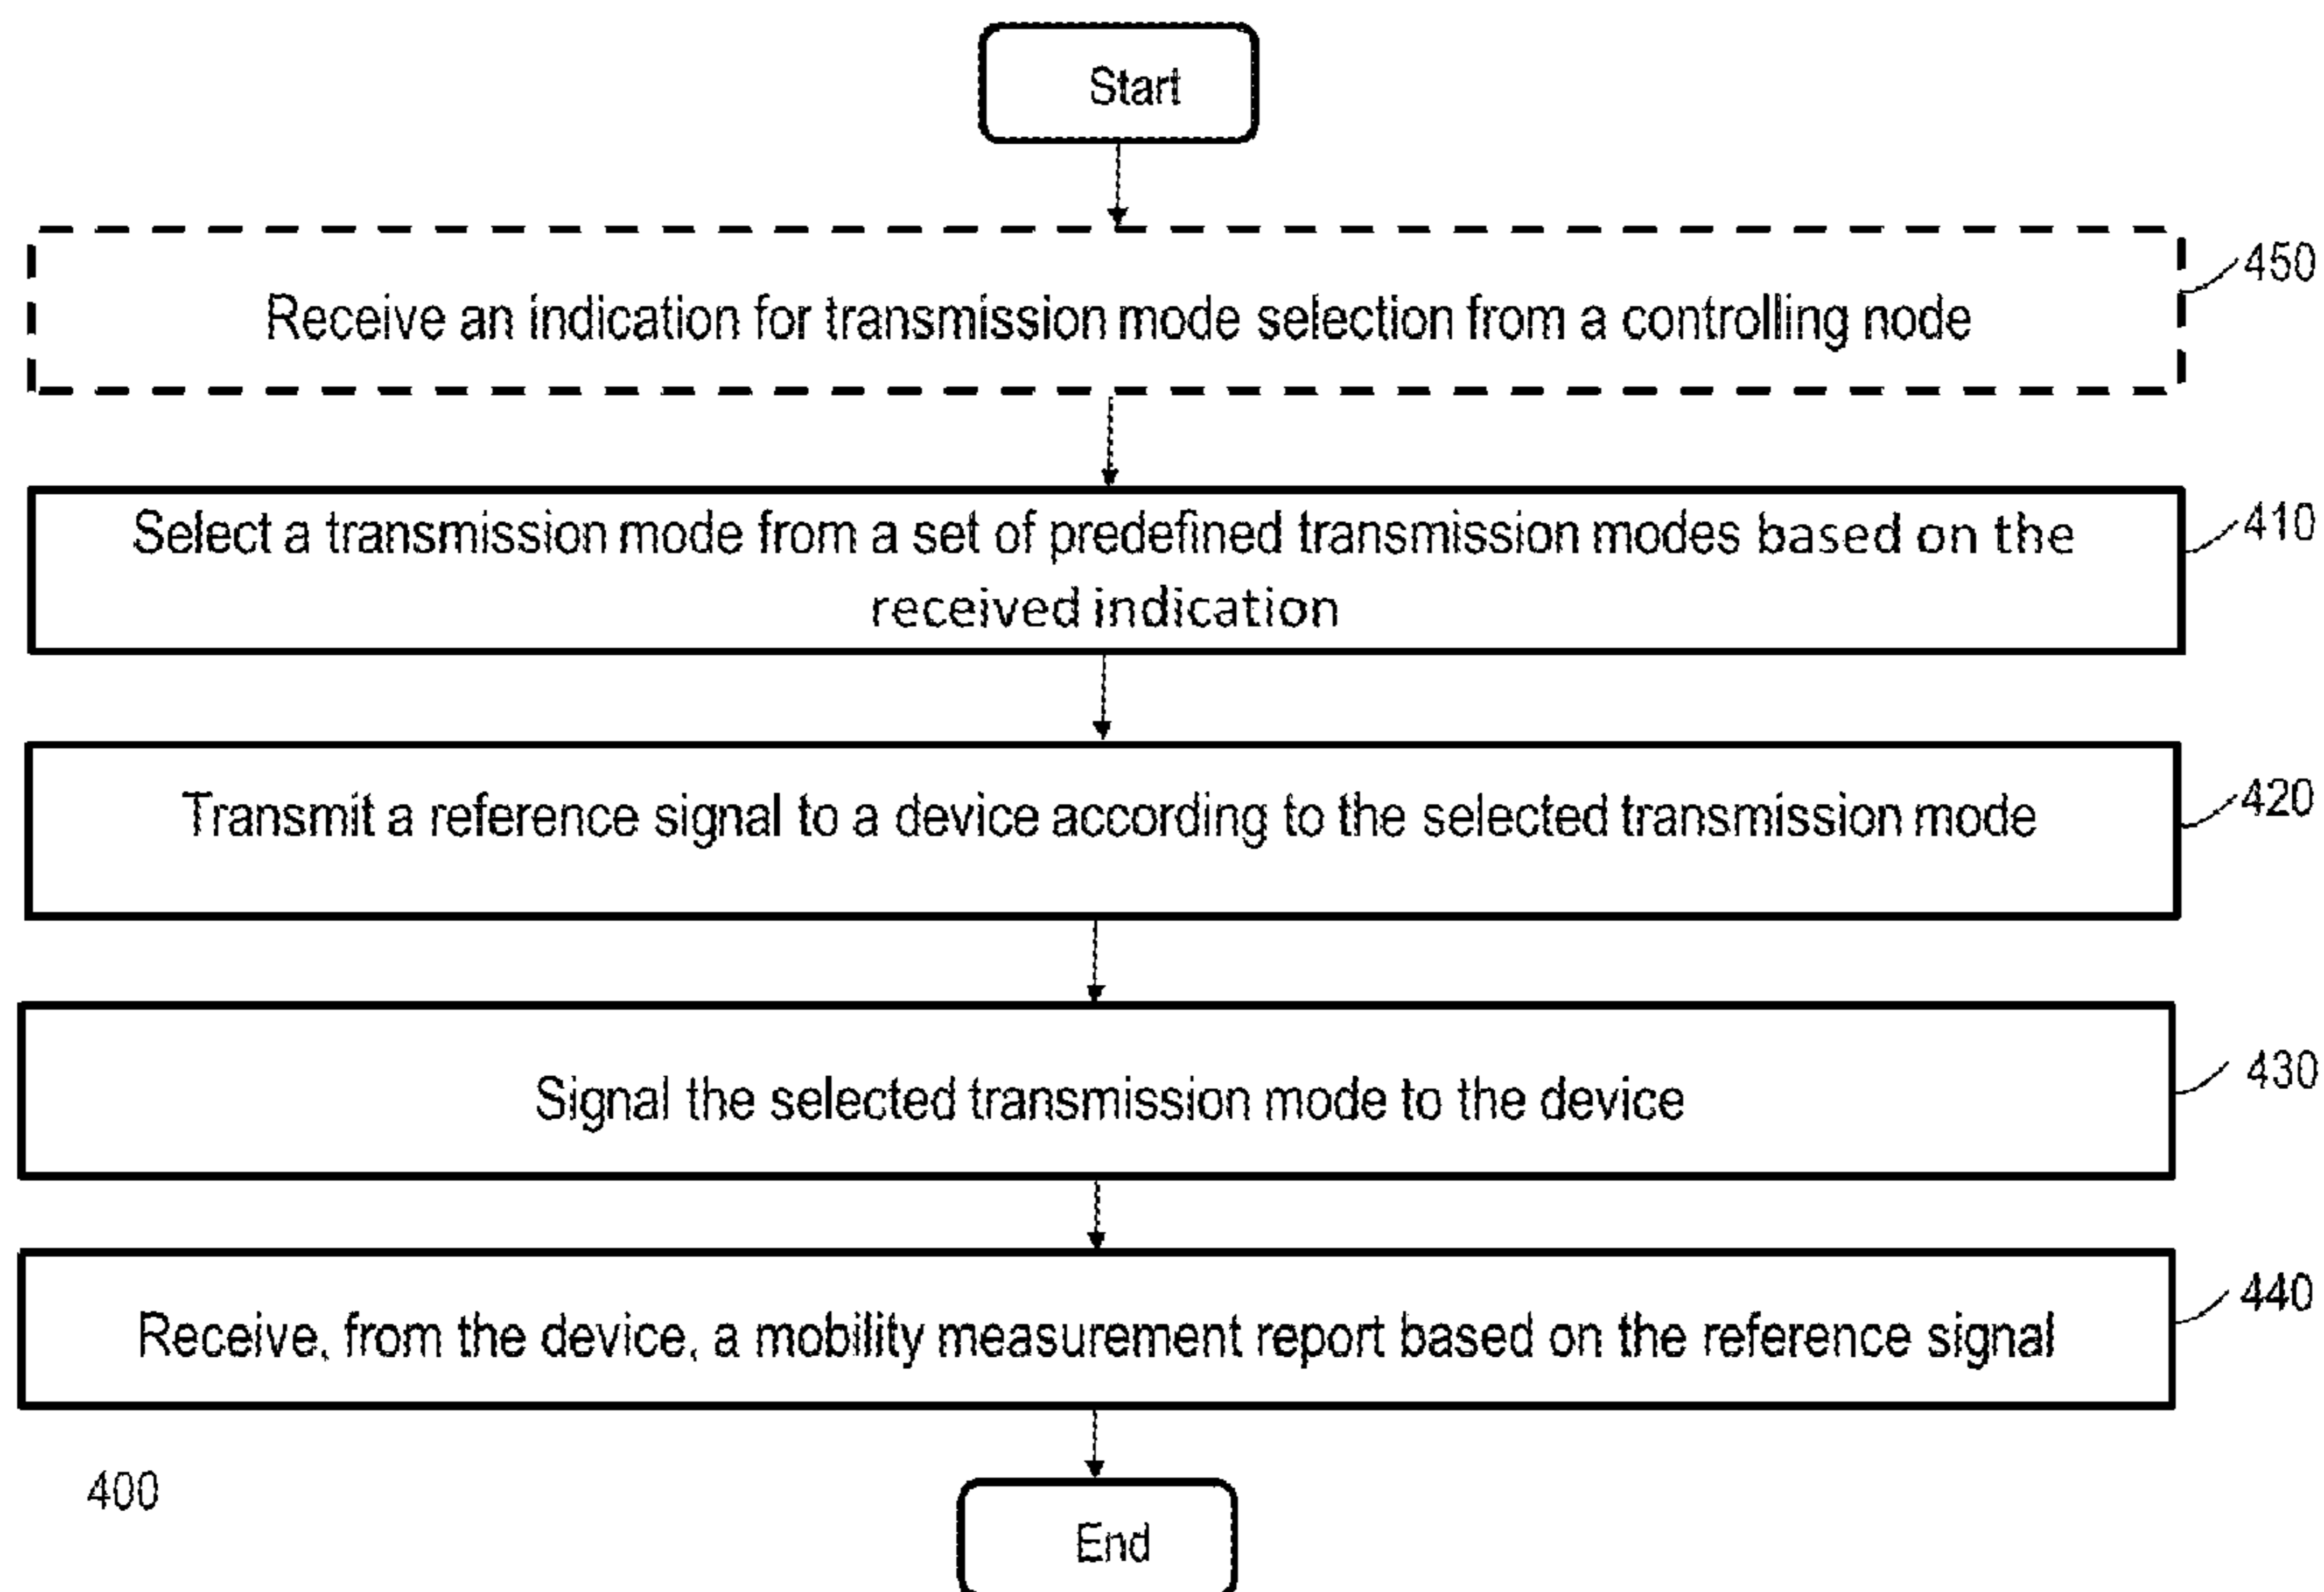 Start
Receive an indication for transmission mode selection from a controlling node
450
Select a transmission mode from a set of predefined transmission modes based on the
received indication
410
Transmit a reference signal to a device according to the selected transmission mode
420
Signal the selected transmission mode to the device
430
Receive, from the device, a mobility measurement report based on the reference signal
440
400
End